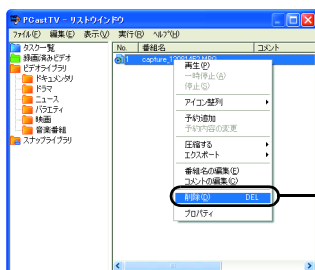 PCastTV - リストウインドウ
ファイル(F) 編集(E) 表示(V) 実行(R) ヘルプ(H)
タスク一覧
録画済みビデオ
ビデオライブラリ
ドキュメンタリ
ドラマ
ニュース
バラエティ
映画
音楽番組
スナップライブラリ
No. 番組名 コメント
1
再生(P)
一時停止(A)
停止(S)
アイコン整列
予約追加
予約内容の変更
圧縮する
エクスポート
番組名の編集(E)
コメントの編集(C)
削除(D) DEL
プロパティ